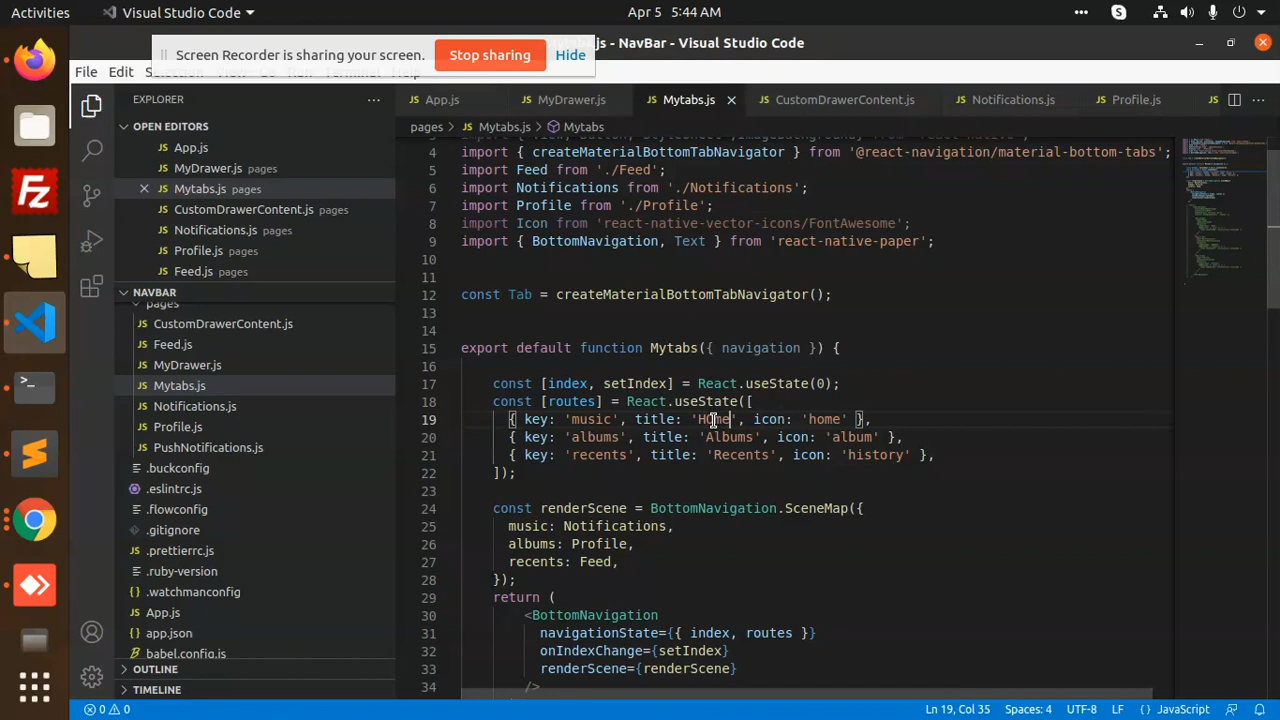 Activities
Visual Studio Code
Apr 5 5:44 AM
Screen Recorder is sharing your screen.
Stop sharing
Hide
.js - NavBar - Visual Studio Code
File Edit
EXPLORER
App.js
MyDrawer.js
Mytabs.js
CustomDrawerContent.js
Notifications.js
Profile.js
OPEN EDITORS
App.js
MyDrawer.js pages
Mytabs.js pages
CustomDrawerContent.js pages
Notifications.js pages
Profile.js pages
Feed.js pages
NAVBAR
pages
CustomDrawerContent.js
Feed.js
MyDrawer.js
Mytabs.js
Notifications.js
Profile.js
PushNotifications.js
.buckconfig
.eslintrc.js
.flowconfig
.gitignore
.prettierrc.js
.ruby-version
.watchmanconfig
App.js
app.json
babel.config.js
OUTLINE
TIMELINE
pages > Mytabs.js > Mytabs
4 import { createMaterialBottomTabNavigator } from '@react-navigation/material-bottom-tabs';
5 import Feed from './Feed';
6 import Notifications from './Notifications';
7 import Profile from './Profile';
8 import Icon from 'react-native-vector-icons/FontAwesome';
9 import { BottomNavigation, Text } from 'react-native-paper';
10
11
12 const Tab = createMaterialBottomTabNavigator();
13
14
15 export default function Mytabs({ navigation }) {
16
17 const [index, setIndex] = React.useState(0);
18 const [routes] = React.useState([
19 { key: 'music', title: 'HOme', icon: 'home' },
20 { key: 'albums', title: 'Albums', icon: 'album' },
21 { key: 'recents', title: 'Recents', icon: 'history' },
22 ]);
23
24 const renderScene = BottomNavigation.SceneMap({
25 music: Notifications,
26 albums: Profile,
27 recents: Feed,
28 });
29 return (
30 <BottomNavigation
31 navigationState={{ index, routes }}
32 onIndexChange={setIndex}
33 renderScene={renderScene}
34 />
0 0
Ln 19, Col 35
Spaces: 4
UTF-8
LF
{} JavaScript